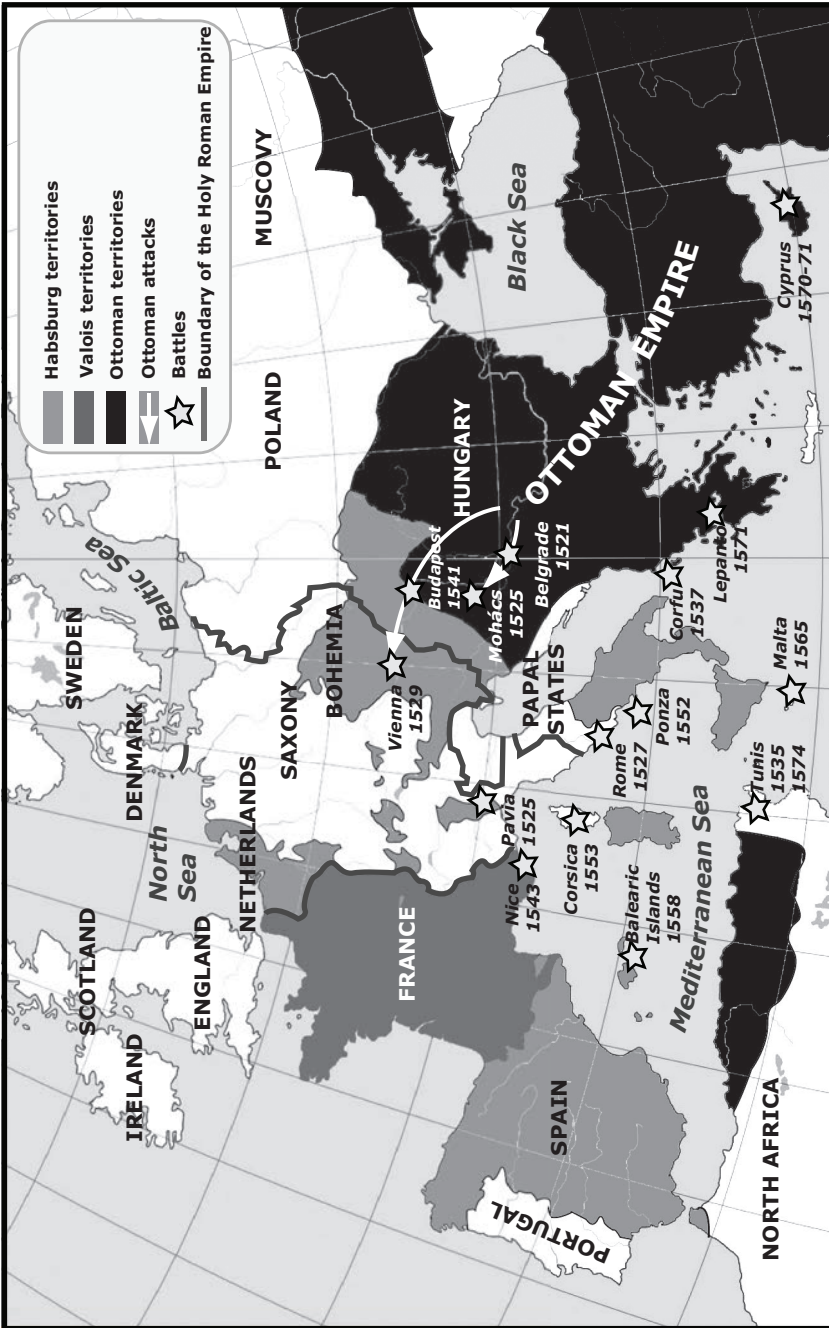 Habsburg territories
Valois territories
Ottoman territories
Ottoman attacks
Battles
Boundary of the Holy Roman Empire
SCOTLAND
IRELAND
ENGLAND
North
Sea
DENMARK
SWEDEN
Baltic Sea
NETHERLANDS
SAXONY
BOHEMIA
POLAND
MUSCOVY
FRANCE
Vienna
1529
Budapest
1541
HUNGARY
Mohács
1525
Belgrade
1521
OTTOMAN EMPIRE
Black Sea
PORTUGAL
SPAIN
Nice
1543
Pavia
1525
Corsica
1553
PAPAL
STATES
Rome
1527
Ponza
1552
Corfu
1537
Lepanto
1571
Balearic
Islands
1558
Mediterranean Sea
Tunis
1535
1574
Malta
1565
Cyprus
1570-71
NORTH AFRICA